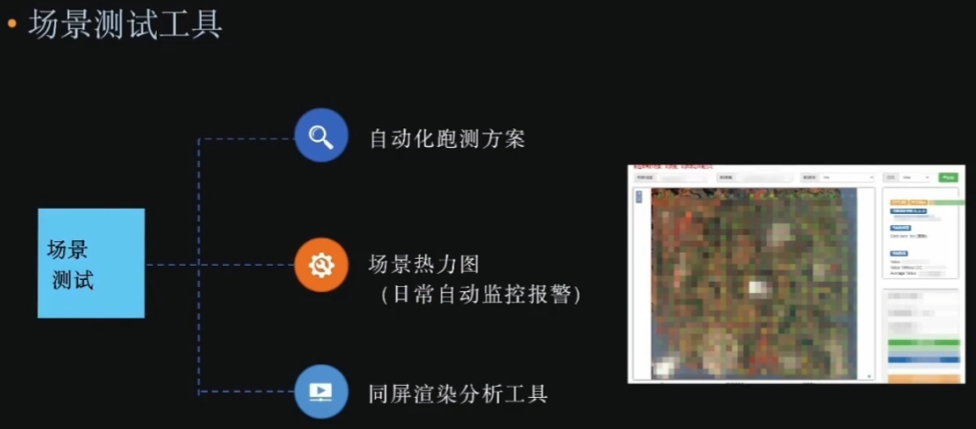 场景测试工具
自动化跑测方案
场景
测试
场景热力图
（日常自动监控报警）
同屏渲染分析工具